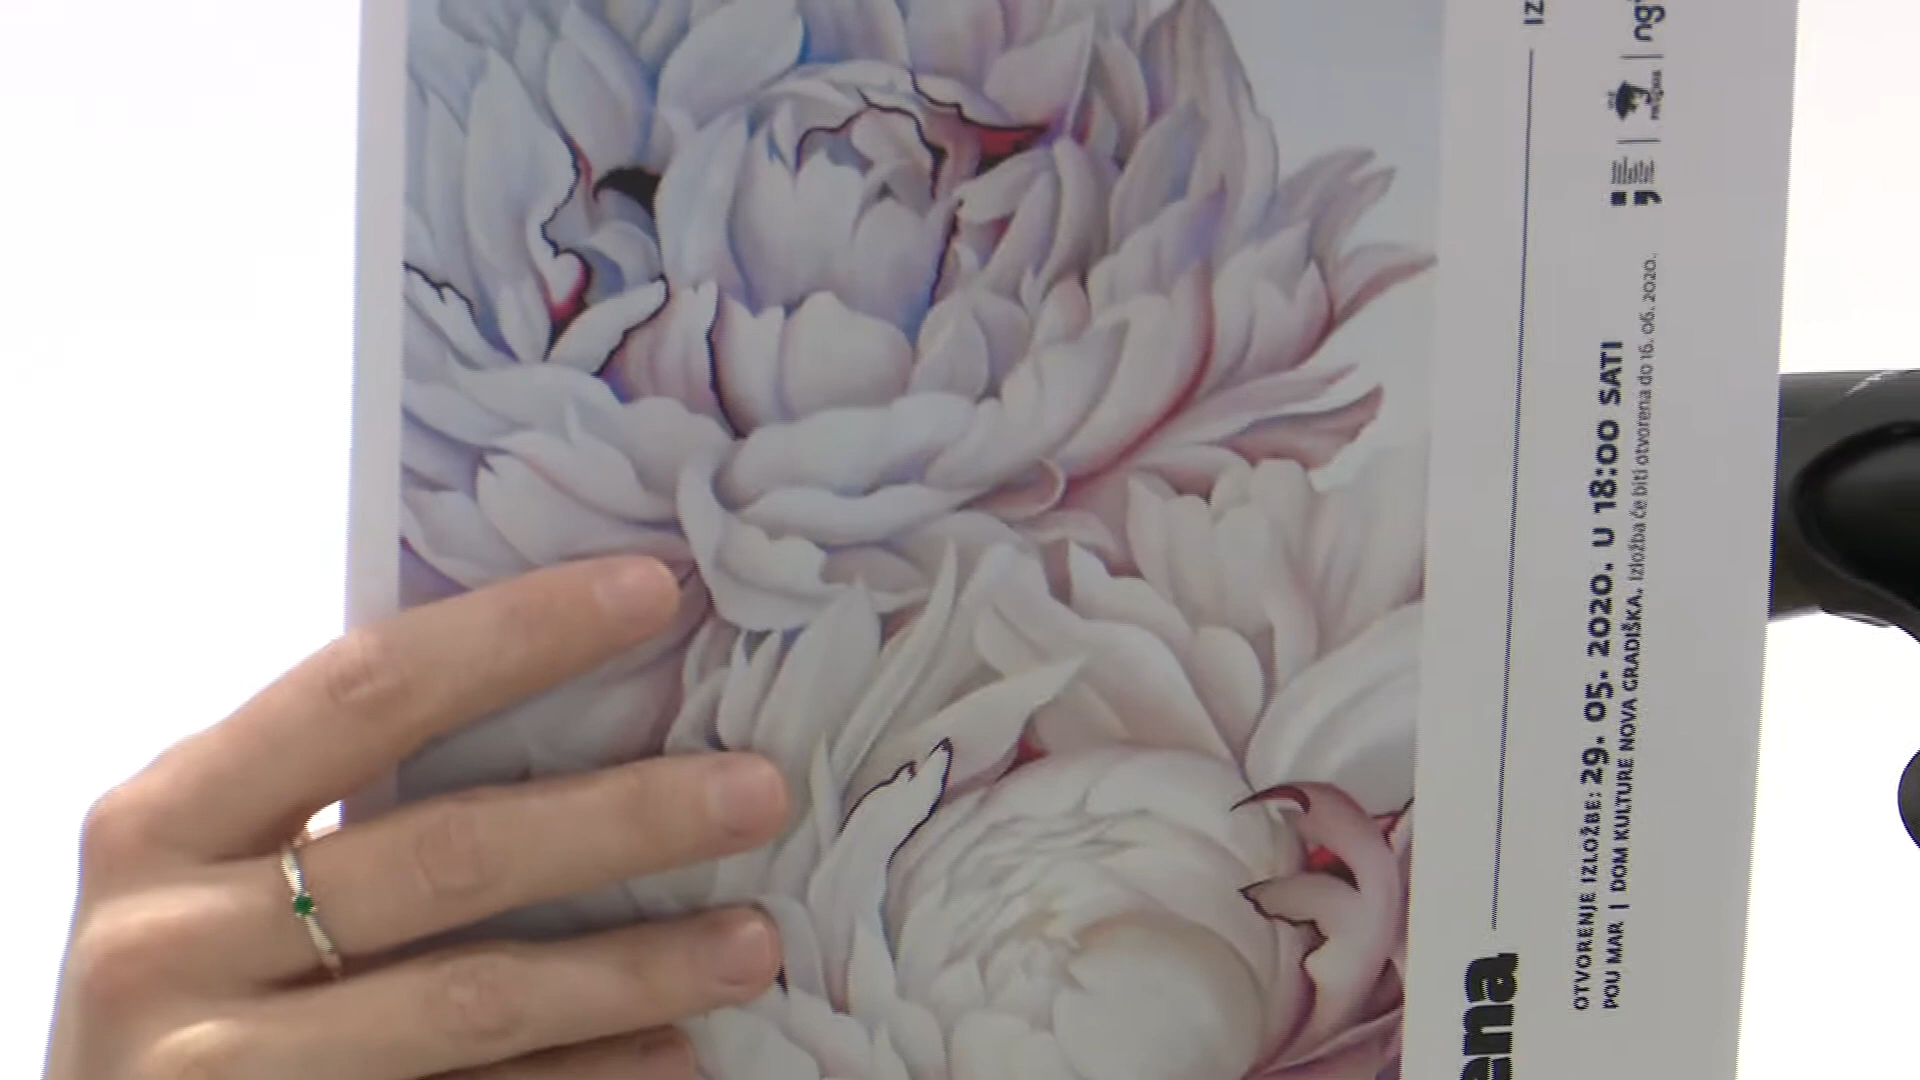 ena
IZ
OTVORENJE IZLOŽBE: 29. 05. 2020. U 18:00 SATI
POU MAR | DOM KULTURE NOVA GRADIŠKA. Izložba će biti otvorena do 16. 06. 2020.
ng